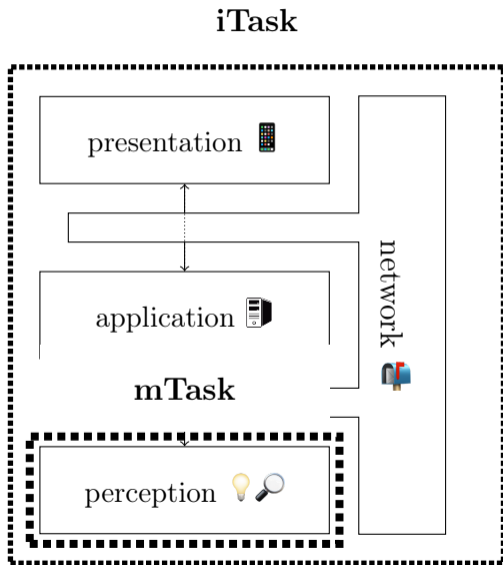 iTask
presentation
application
network
mTask
perception